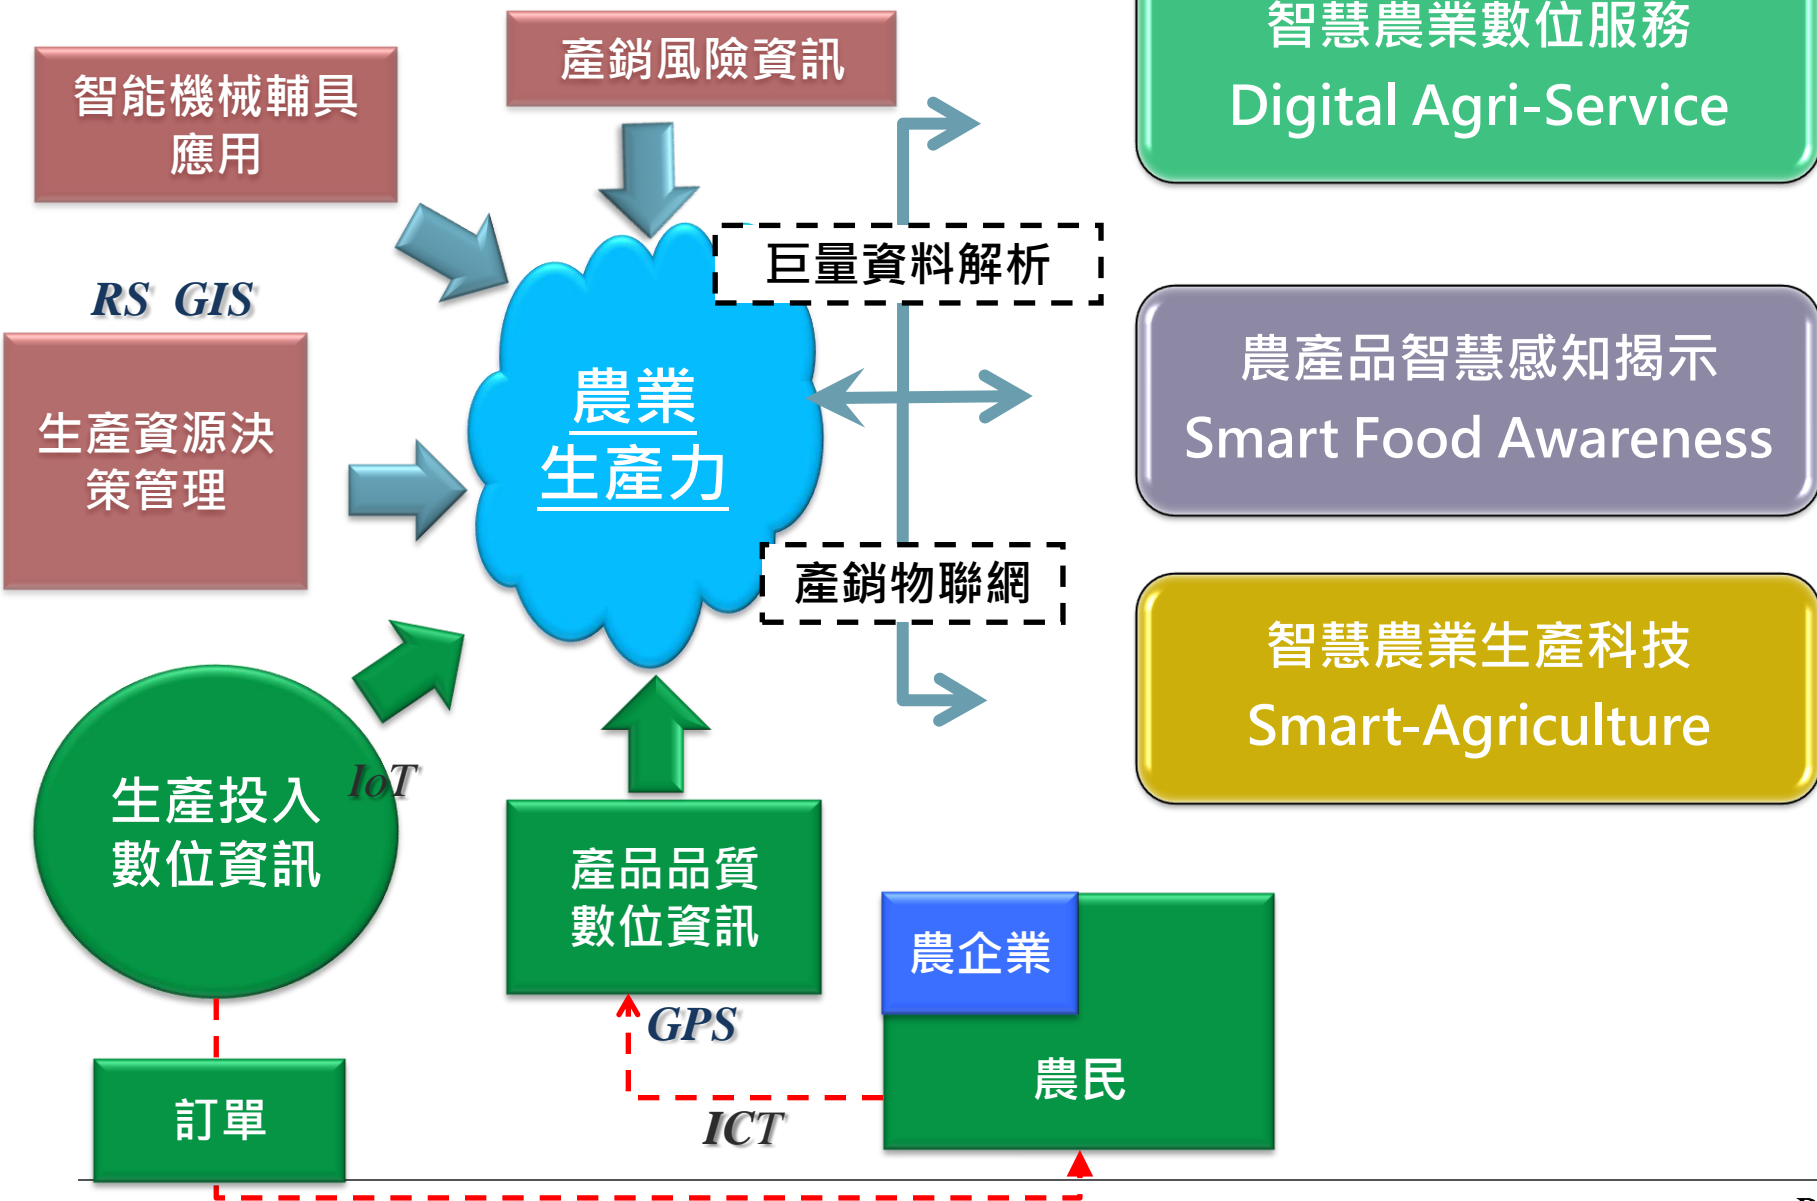 產銷風險資訊
智能機械輔具
應用
智慧農業數位服務
Digital Agri-Service
巨量資料解析
RS GIS
生產資源決
策管理
農業
生產力
農產品智慧感知揭示
Smart Food Awareness
產銷物聯網
智慧農業生產科技
Smart-Agriculture
IoT
生產投入
數位資訊
產品品質
數位資訊
農企業
GPS
農民
ICT
訂單